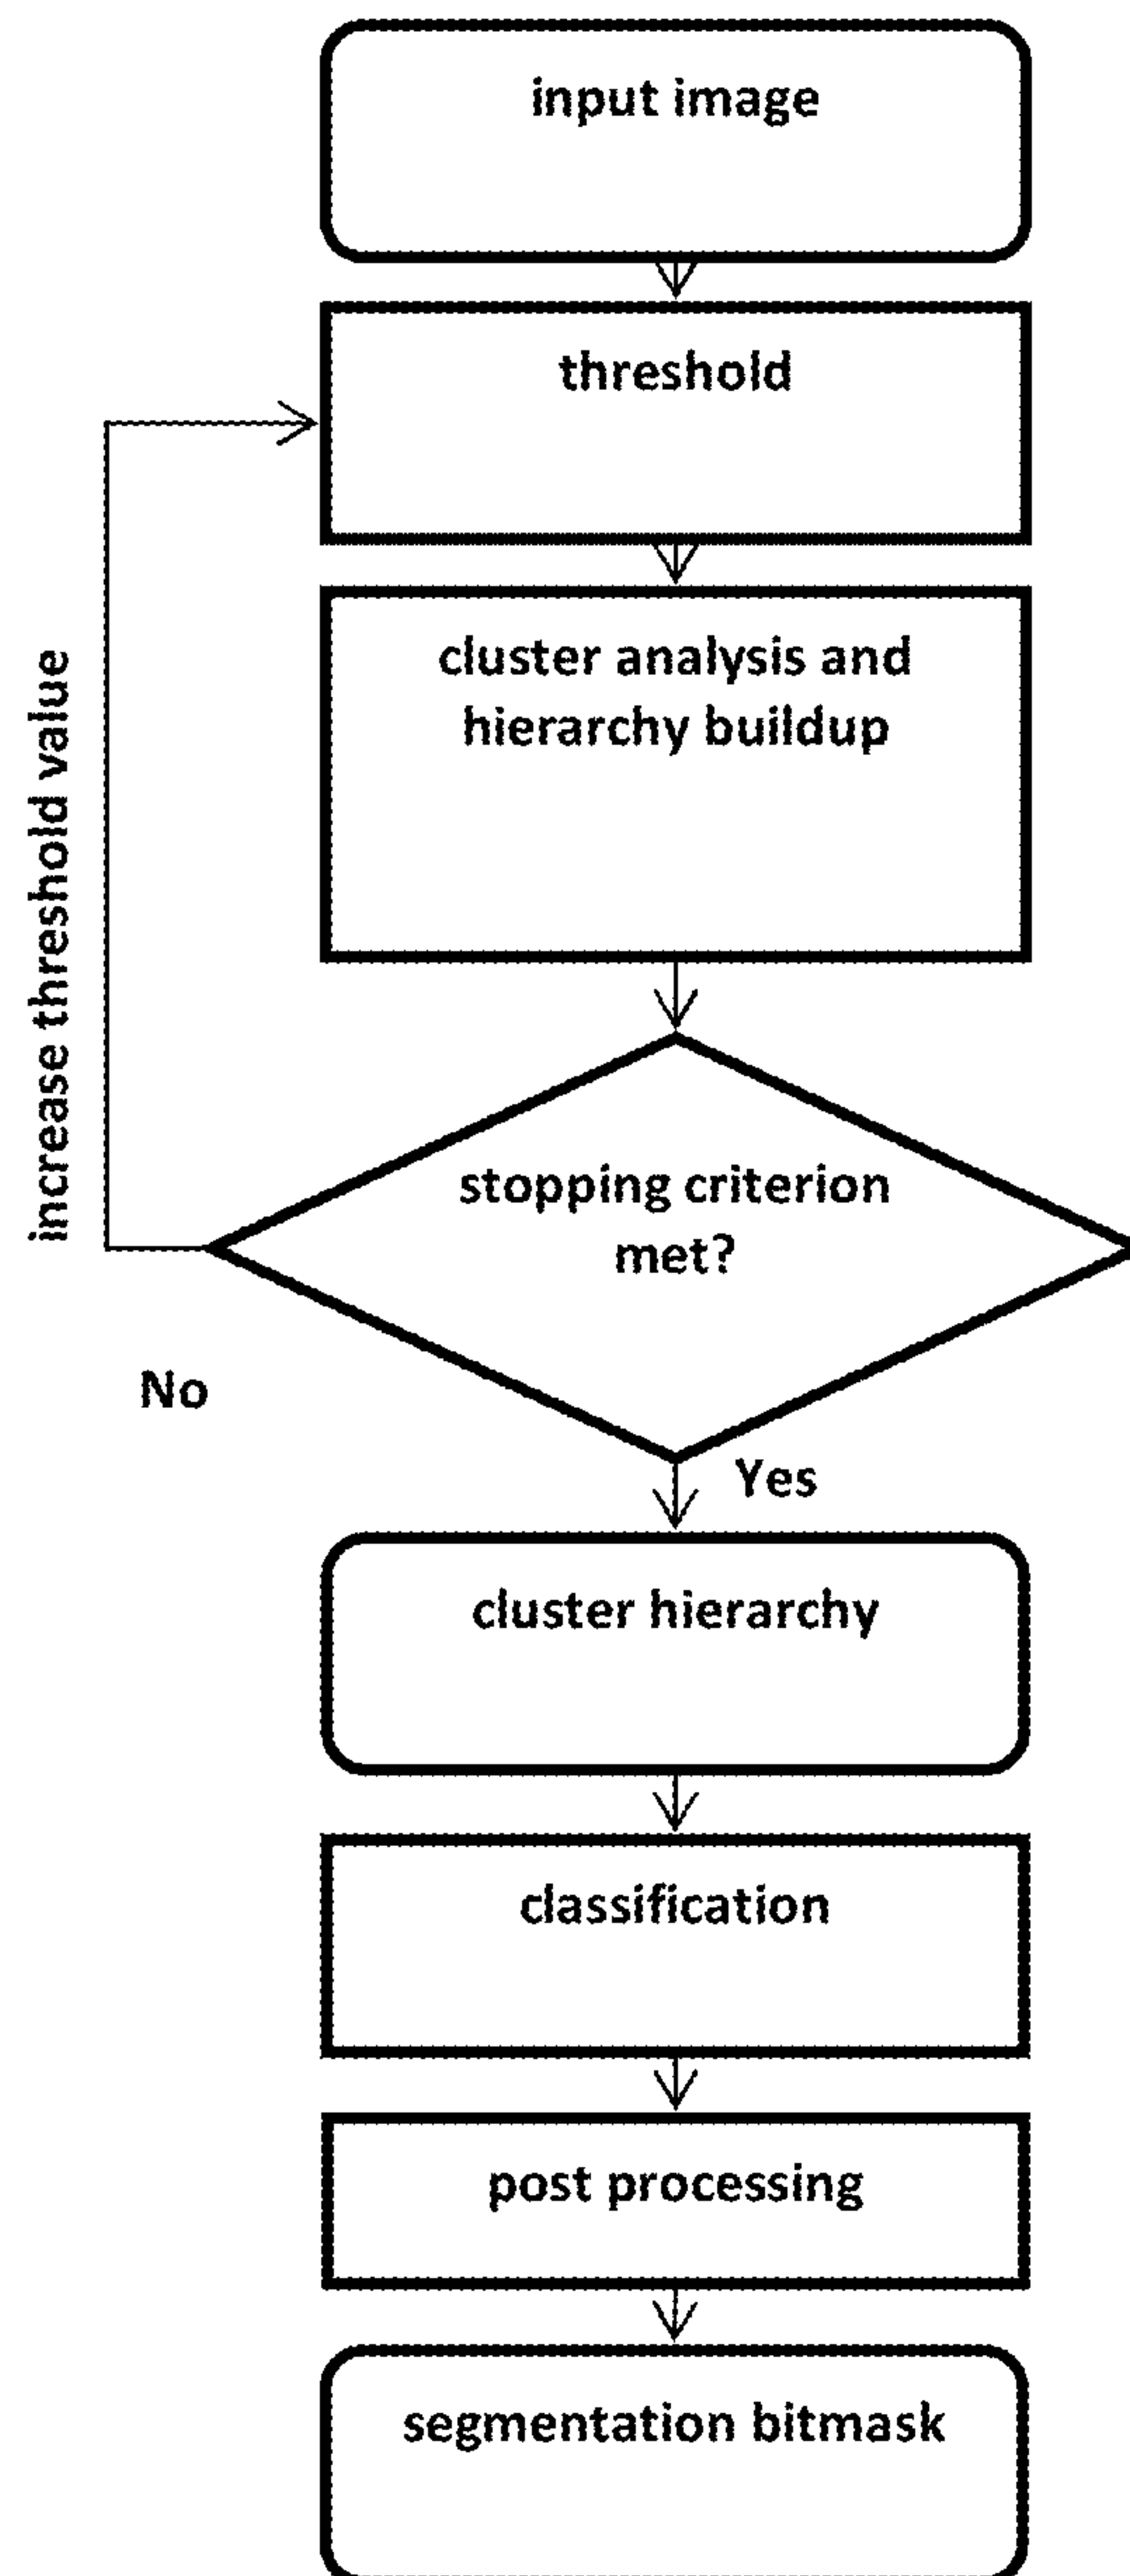 input image
threshold
cluster analysis and
hierarchy buildup
increase threshold value
stopping criterion
met?
No
Yes
cluster hierarchy
classification
post processing
segmentation bitmask